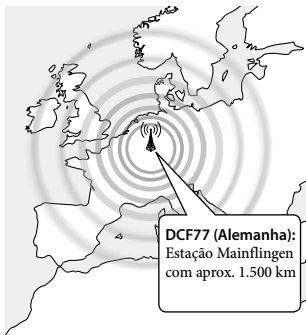 DCF77 (Alemanha):
Estação Mainflingen
com aprox. 1.500 km